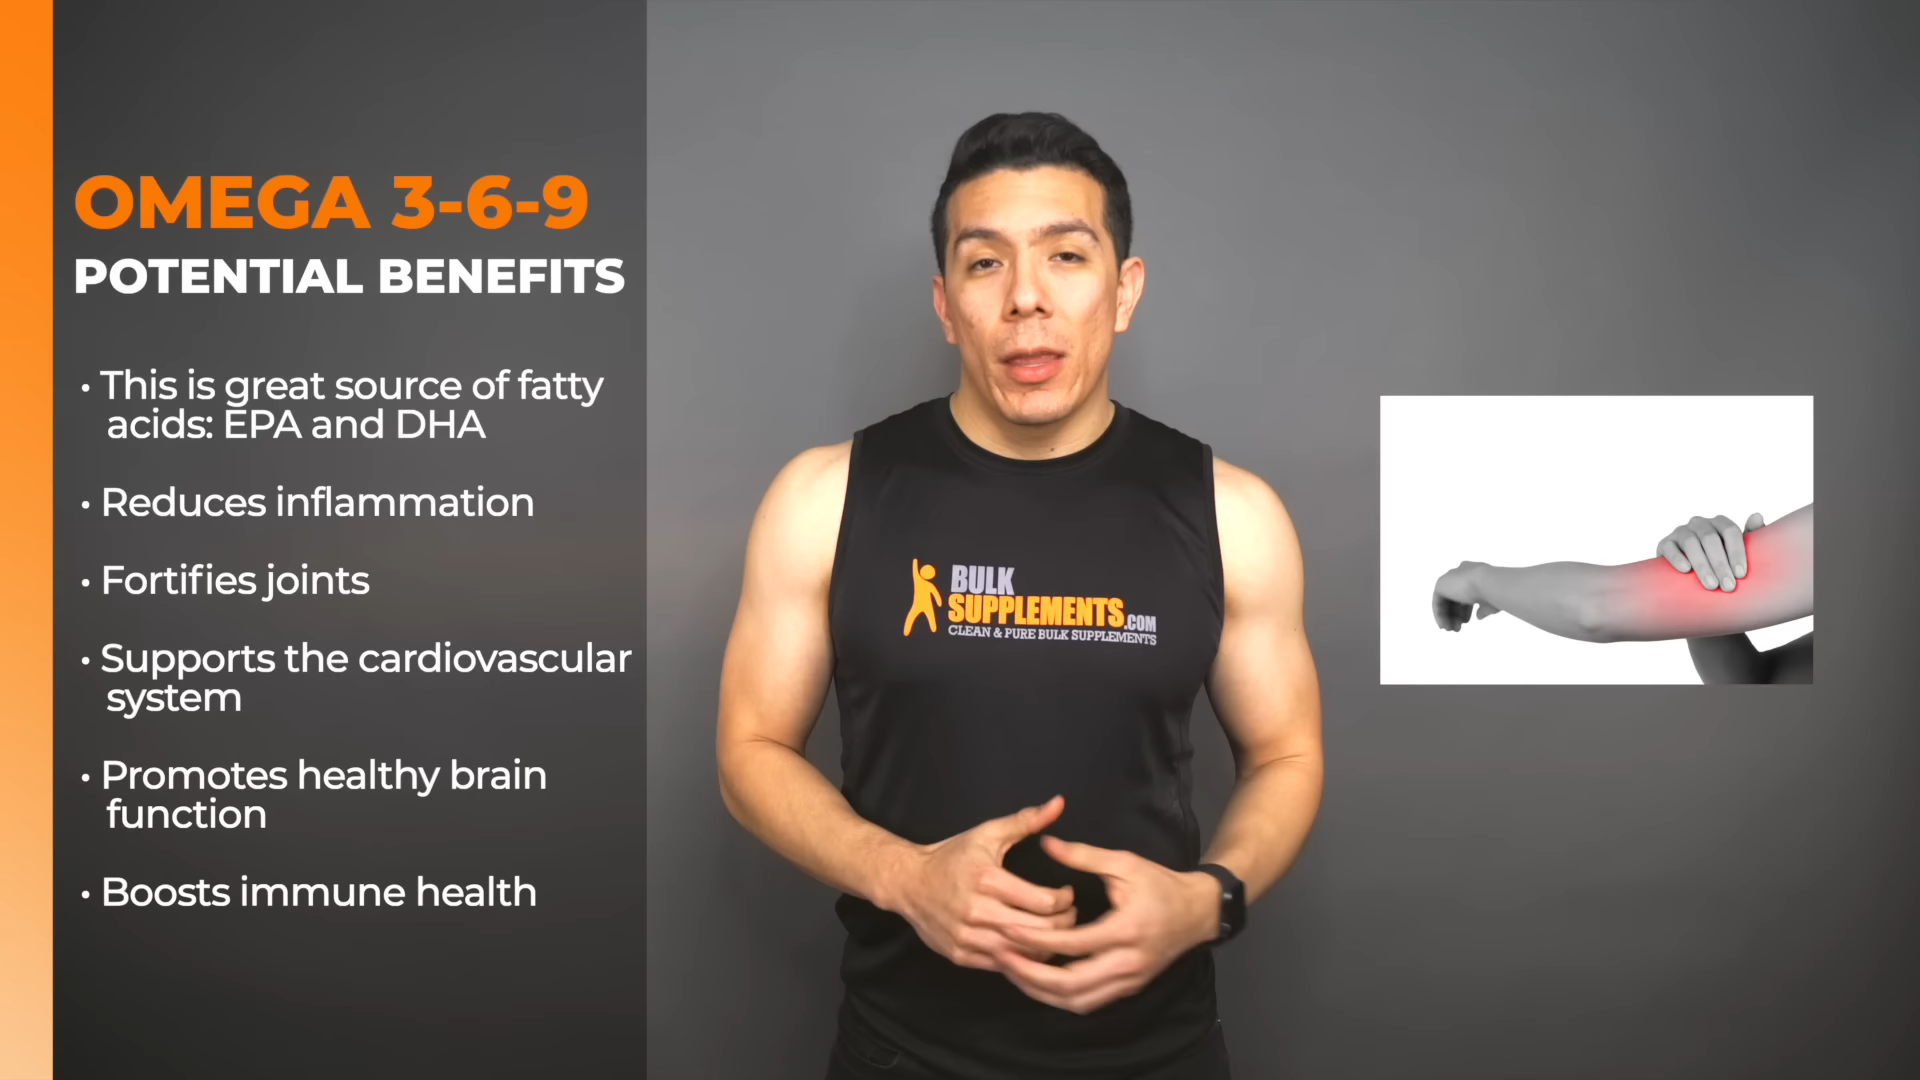 OMEGA 3-6-9
POTENTIAL BENEFITS
• This is great source of fatty
acids: EPA and DHA
• Reduces inflammation
• Fortifies joints
• Supports the cardiovascular
system
• Promotes healthy brain
function
• Boosts immune health
BULK
SUPPLEMENTS.COM
CLEAN & PURE BULK SUPPLEMENTS